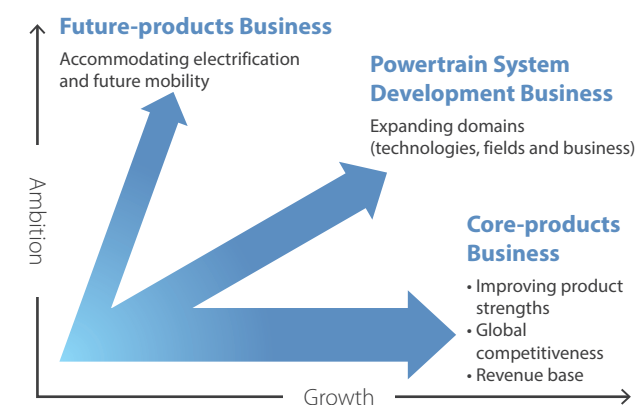 Future-products Business
Accommodating electrification
and future mobility
Powertrain System
Development Business
Expanding domains
(technologies, fields and business)
Core-products
Business
• Improving product
strengths
• Global
competitiveness
• Revenue base
Ambition
Growth